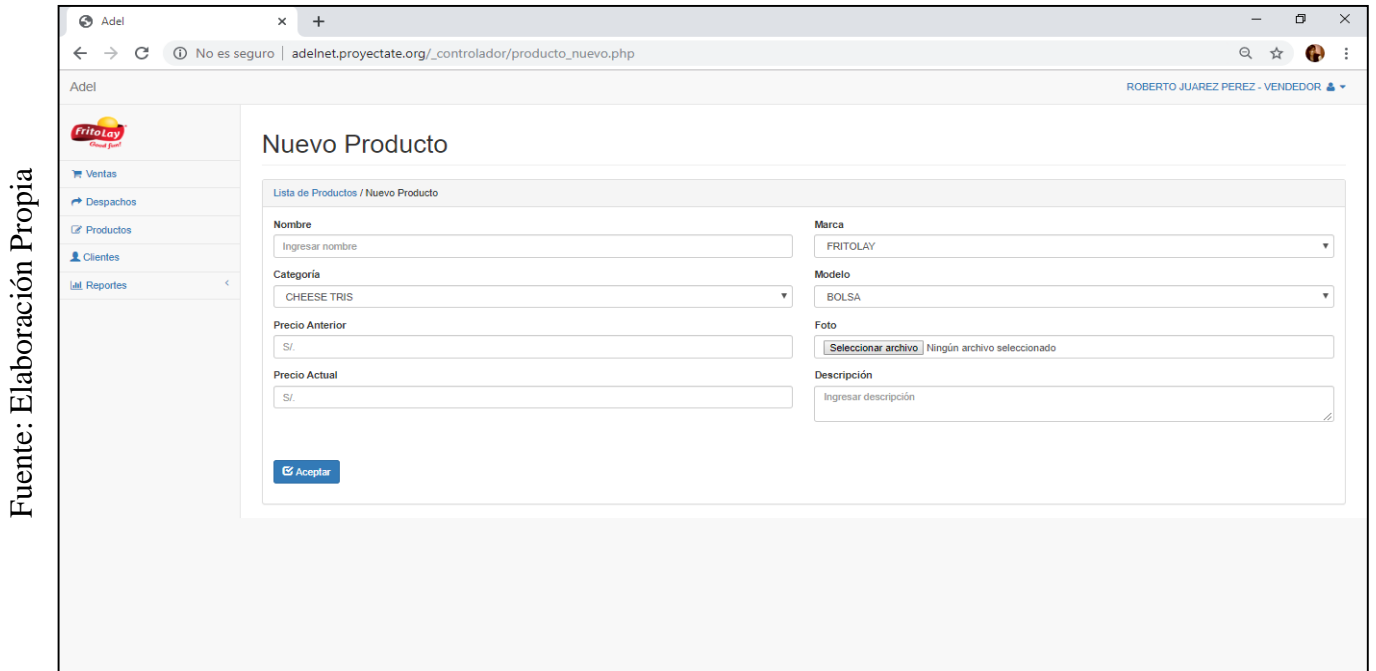 Fuente: Elaboración Propia
Adel
No es seguro | adelnet.proyectate.org/_controlador/producto_nuevo.php
Adel
ROBERTO JUAREZ PEREZ - VENDEDOR
FritoLay
Good fun!
Ventas
Despachos
Productos
Clientes
Reportes
Nuevo Producto
Lista de Productos / Nuevo Producto
Nombre
Ingresar nombre
Marca
FRITOLAY
Categoría
CHEESE TRIS
Modelo
BOLSA
Precio Anterior
S/.
Foto
Seleccionar archivo Ningún archivo seleccionado
Precio Actual
S/.
Descripción
Ingresar descripción
Aceptar